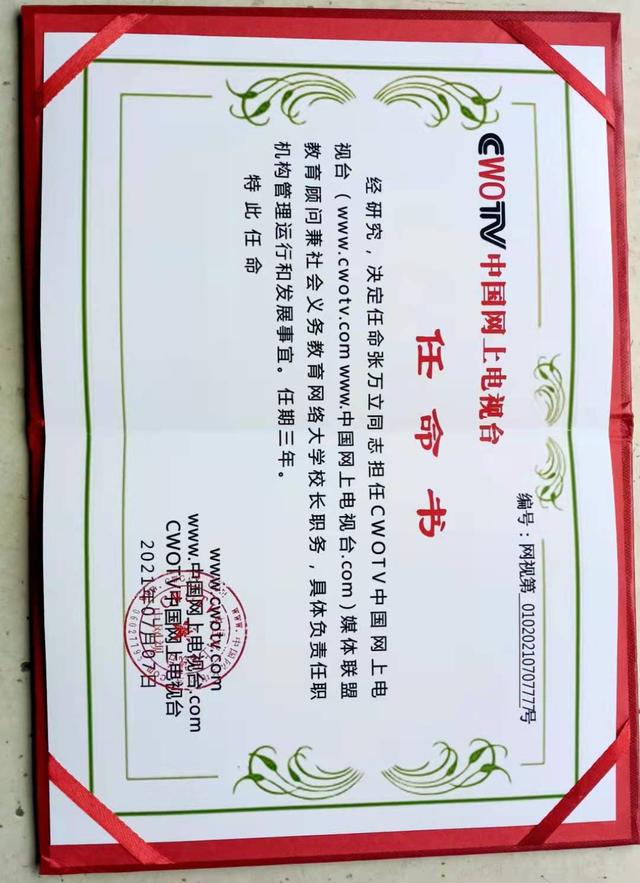 CWOTV中国网上电视台
编号：网视第_01020210707777号
任命书
经研究，决定任命张万立同志担任CWOTV中国网上电
视台（www.cwotv.com www.中国网上电视台.com）媒体联盟
教育顾问兼社会义务教育网络大学校长职务，具体负责任职
机构管理运行和发展事宜。任期三年。
特此任命
www.cwotv.com
www.中国网上电视台.com
CWOTV中国网上电视台
2021年07月07日